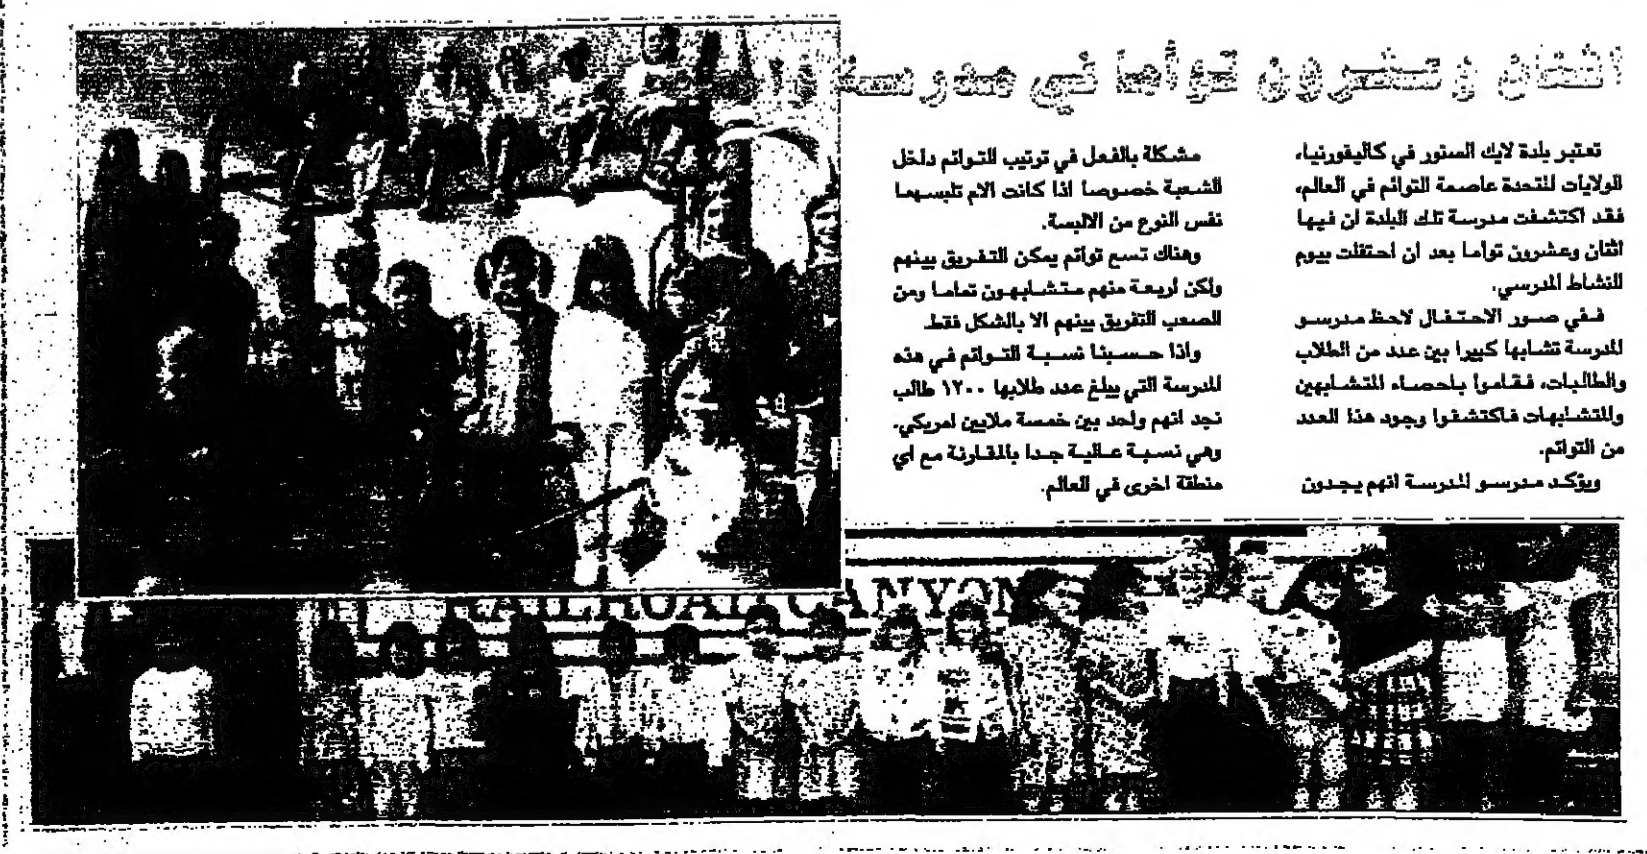 اثنان وعشرون توأما في مدرسة
تعتبر بلدة لايك السنور في كاليفورنيا،
الولايات المتحدة عاصمة التوائم في العالم،
فقد اكتشفت مدرسة تلك البلدة ان فيها
اثنان وعشرون توأما بعد ان احتفلت بيوم
النشاط المدرسي.
ففي صور الاحتفال لاحظ مدرسو
المدرسة تشابها كبيرا بين عدد من الطلاب
والطالبات، فقاموا باحصاء المتشابهين
والمتشابهات فاكتشفوا وجود هذا العدد
من التوائم.
ويؤكد مدرسو المدرسة انهم يجدون
مشكلة بالفعل في ترتيب التوائم داخل
الشعبة خصوصا اذا كانت الام تلبسهما
نفس النوع من الالبسة.
وهناك تسع توائم يمكن التفريق بينهم
ولكن أربعة منهم متشابهون تماما ومن
الصعب التفريق بينهم الا بالشكل فقط.
واذا حسبنا نسبة التوائم في هذه
المدرسة التي يبلغ عدد طلابها ١٢٠٠ طالب
نجد انهم واحد بين خمسة ملايين امريكي.
وهي نسبة عالية جدا بالمقارنة مع اي
منطقة اخرى في العالم.
RAILROAD CANYON